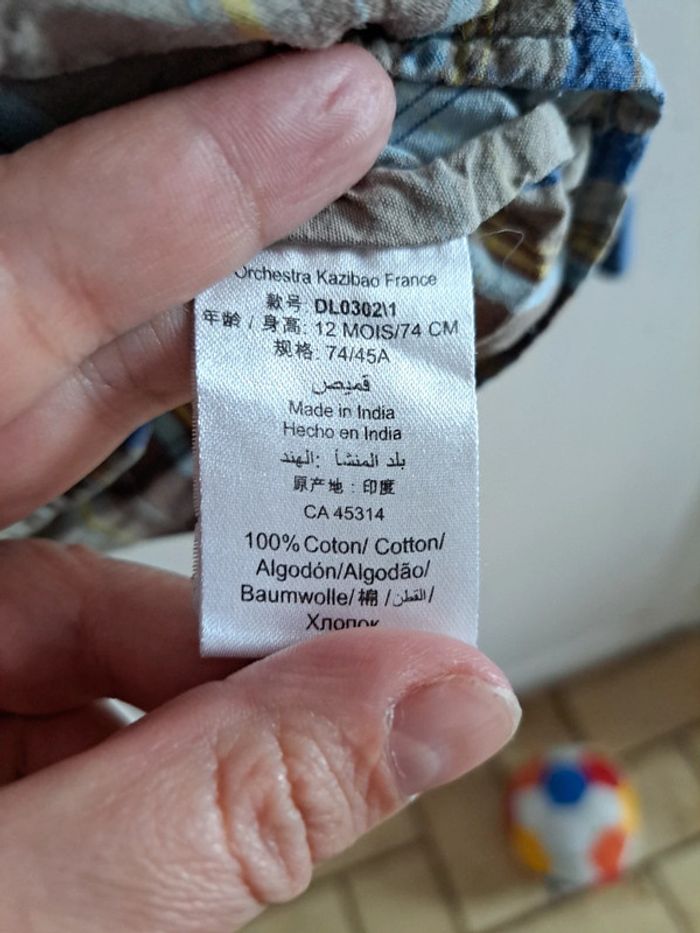 Orchestra Kazibao France
款号 DL0302\1
年龄 / 身高: 12 MOIS/74 CM
规格: 74/45A
قميص
Made in India
Hecho en India
بلد المنشأ: الهند
原产地 : 印度
CA 45314
100% Coton/ Cotton/
Algodón/Algodão/
Baumwolle/ 棉 /القطن/
Хлопок